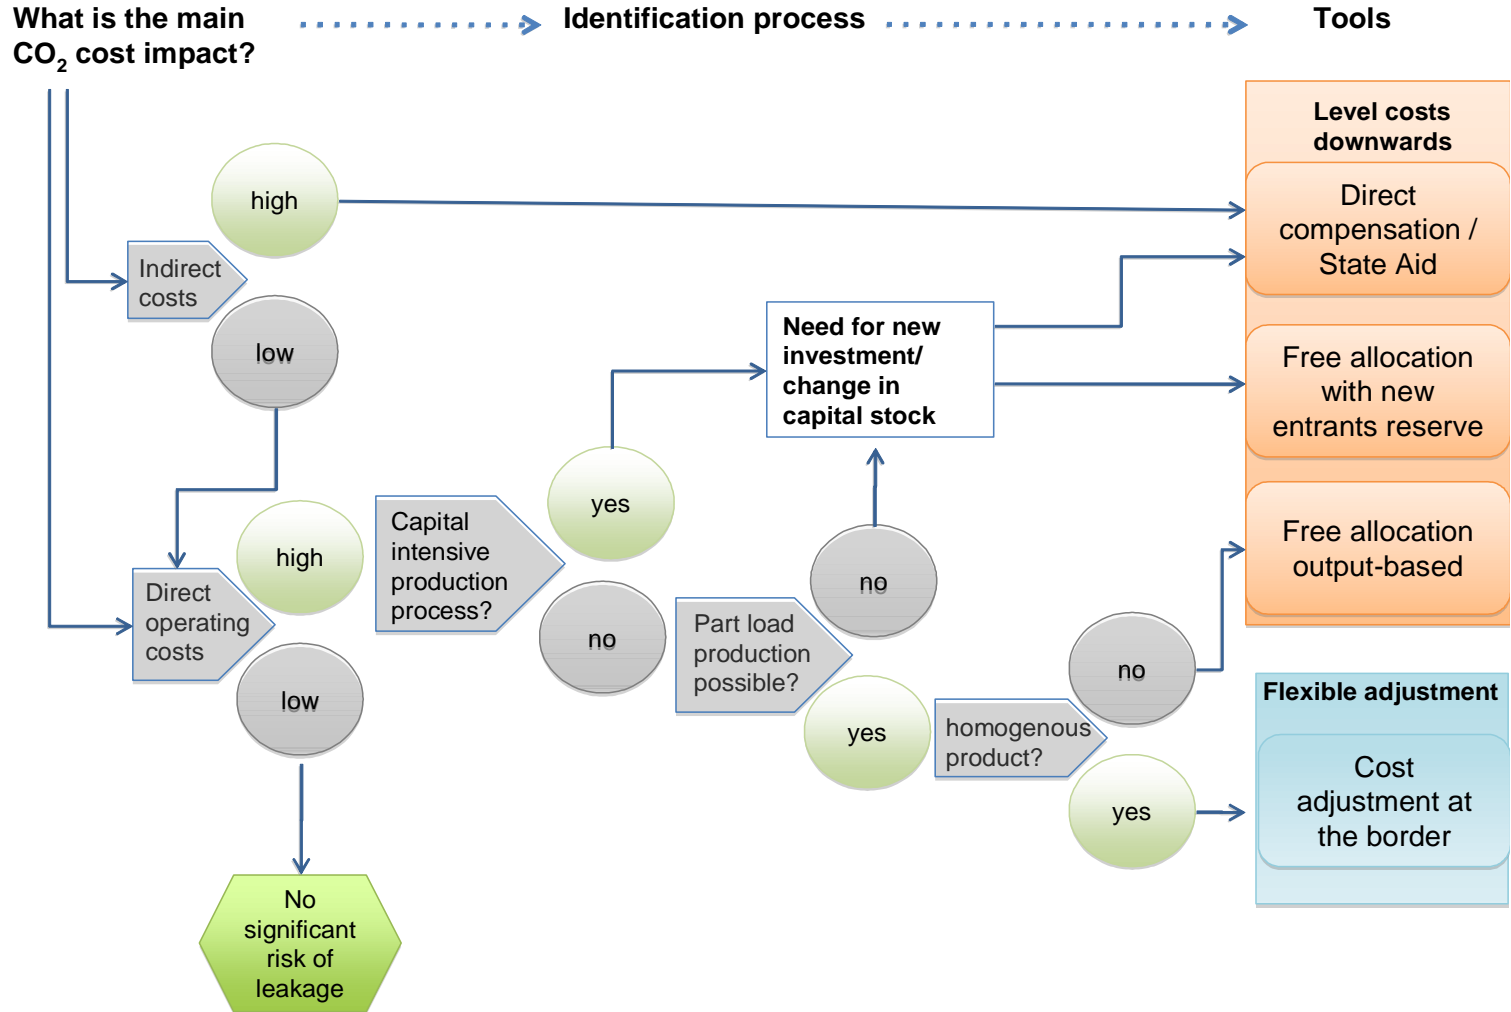 What is the main
CO2 cost impact?
Identification process
Tools
Level costs
downwards
high
Direct
compensation /
State Aid
Indirect
costs
low
Need for new
investment/
change in
capital stock
Free allocation
with new
entrants reserve
yes
Capital
intensive
production
process?
high
Free allocation
output-based
no
Direct
operating
costs
no
Part load
production
possible?
no
low
Flexible adjustment
yes
homogenous
product?
yes
Cost
adjustment at
the border
No
significant
risk of
leakage